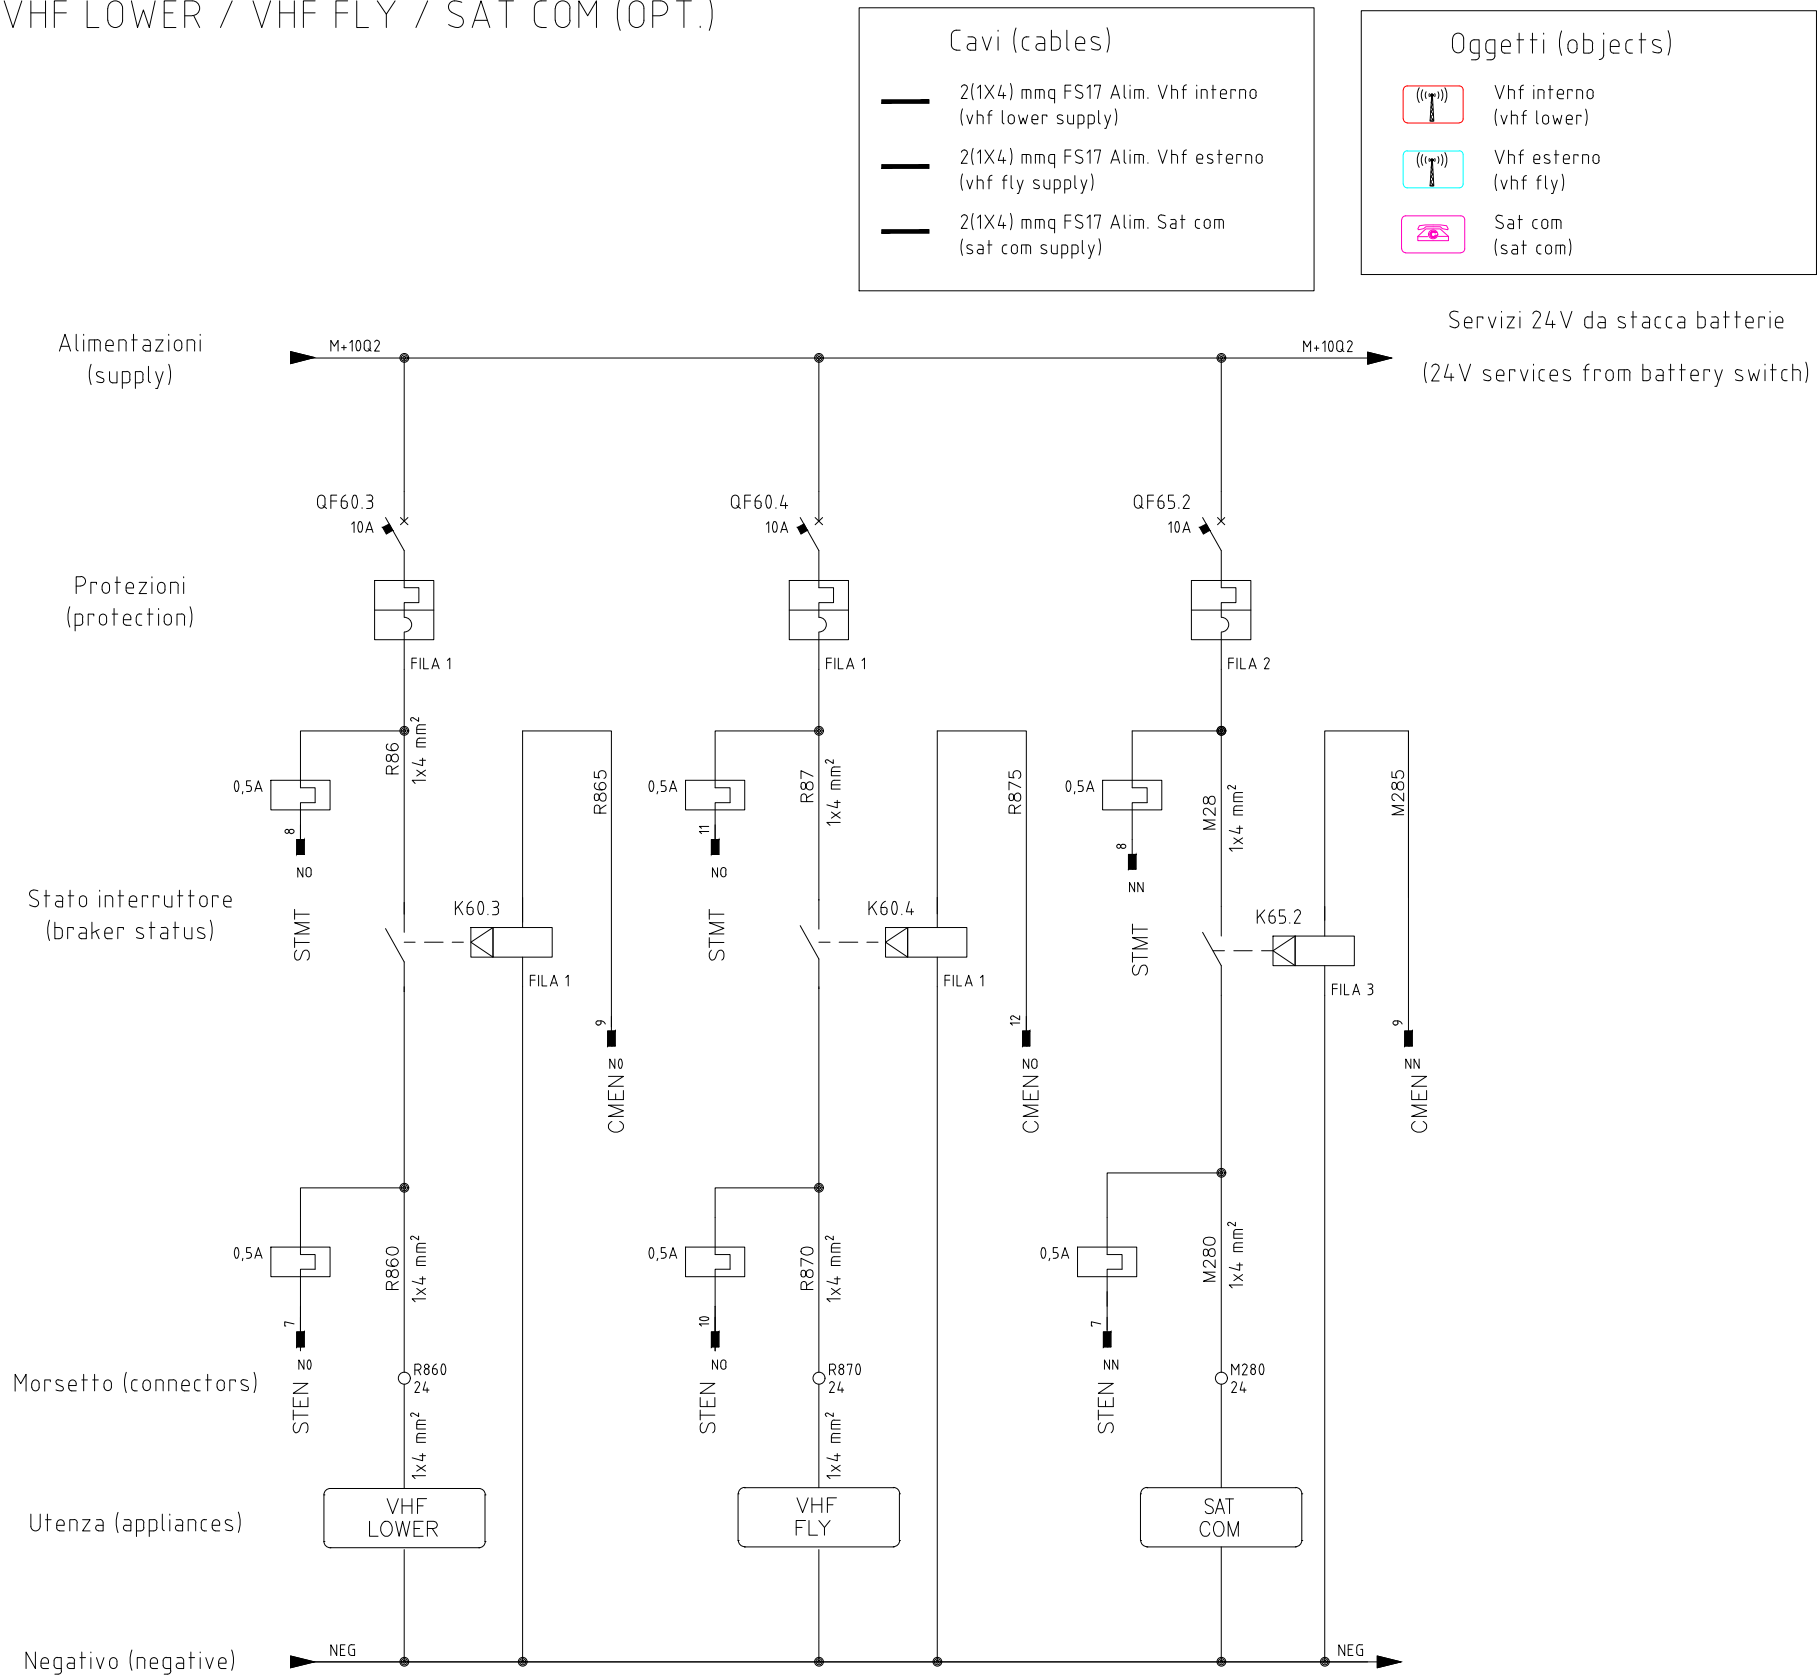 VHF LOWER / VHF FLY / SAT COM (OPT.)
Cavi (cables)
2(1X4) mmq FS17 Alim. Vhf interno
(vhf lower supply)
2(1X4) mmq FS17 Alim. Vhf esterno
(vhf fly supply)
2(1X4) mmq FS17 Alim. Sat com
(sat com supply)
Oggetti (objects)
Vhf interno
(vhf lower)
Vhf esterno
(vhf fly)
Sat com
(sat com)
Servizi 24V da stacca batterie
(24V services from battery switch)
Alimentazioni
(supply)
M+10Q2
M+10Q2
QF60.3
10A
QF60.4
10A
QF65.2
10A
Protezioni
(protection)
FILA 1
FILA 1
FILA 2
R86
1x4 mm²
R865
R87
1x4 mm²
R875
M28
1x4 mm²
M285
0,5A
0,5A
0,5A
8
NO
11
NO
8
NN
Stato interruttore
(braker status)
STMT
K60.3
FILA 1
STMT
K60.4
FILA 1
STMT
K65.2
FILA 3
9
NO
CMEN
12
NO
CMEN
9
NN
CMEN
0,5A
R860
1x4 mm²
0,5A
R870
1x4 mm²
0,5A
M280
1x4 mm²
7
NO
10
NO
7
NN
Morsetto (connectors)
STEN
R860
24
STEN
R870
24
STEN
M280
24
1x4 mm²
1x4 mm²
Utenza (appliances)
VHF
LOWER
VHF
FLY
SAT
COM
Negativo (negative)
NEG
NEG